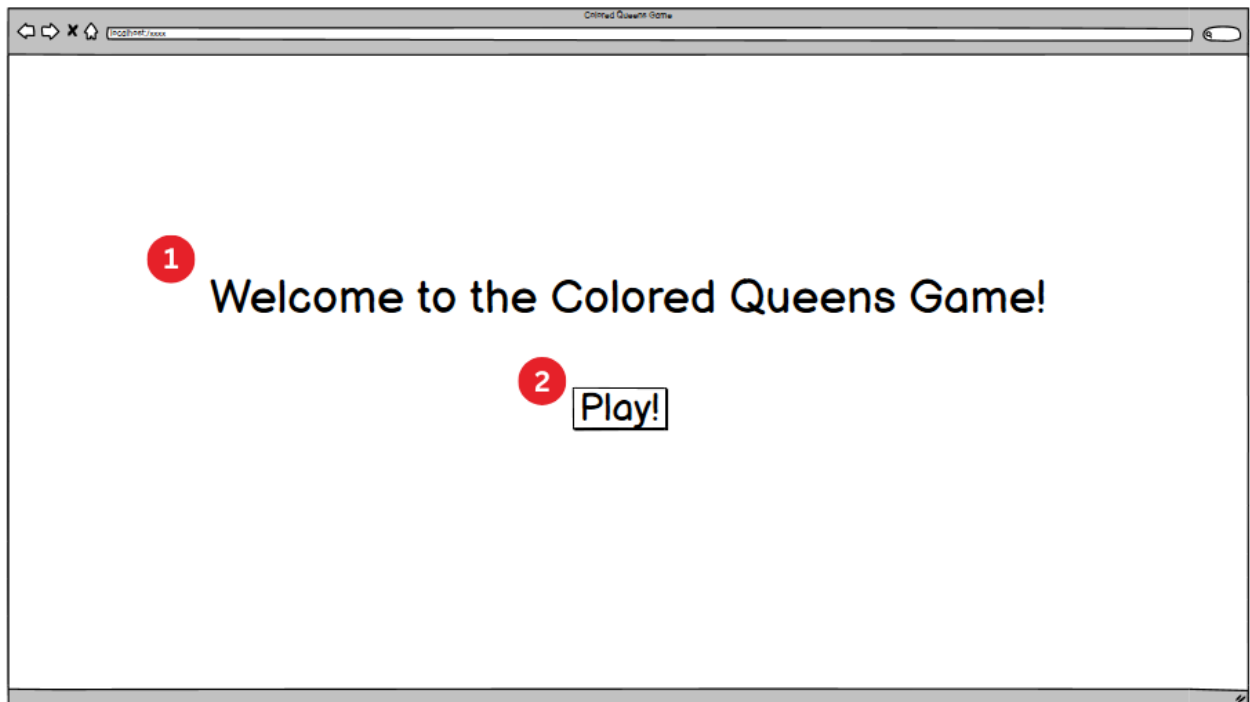 Colored Queens Game
localhost:/xxxx
1
Welcome to the Colored Queens Game!
2
Play!